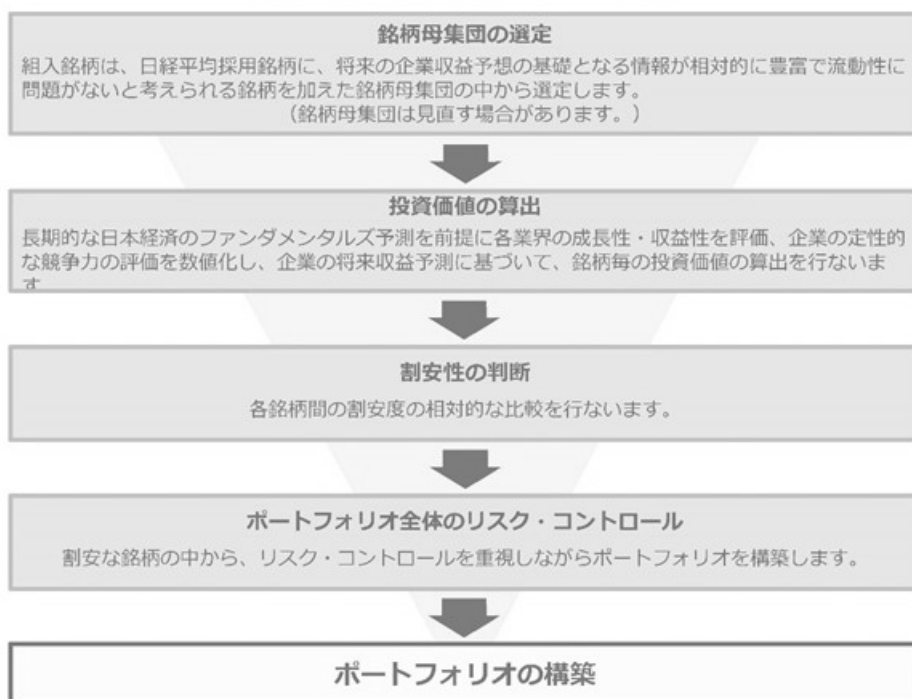 銘柄母集団の選定
組入銘柄は、日経平均採用銘柄に、将来の企業収益予想の基礎となる情報が相対的に豊富で流動性に
問題がないと考えられる銘柄を加えた銘柄母集団の中から選定します。
（銘柄母集団は見直す場合があります。）
投資価値の算出
長期的な日本経済のファンダメンタルズ予測を前提に各業界の成長性・収益性を評価、企業の定性的
な競争力の評価を数値化し、企業の将来収益予測に基づいて、銘柄毎の投資価値の算出を行ないま
す
割安性の判断
各銘柄間の割安度の相対的な比較を行ないます。
ポートフォリオ全体のリスク・コントロール
割安な銘柄の中から、リスク・コントロールを重視しながらポートフォリオを構築します。
ポートフォリオの構築